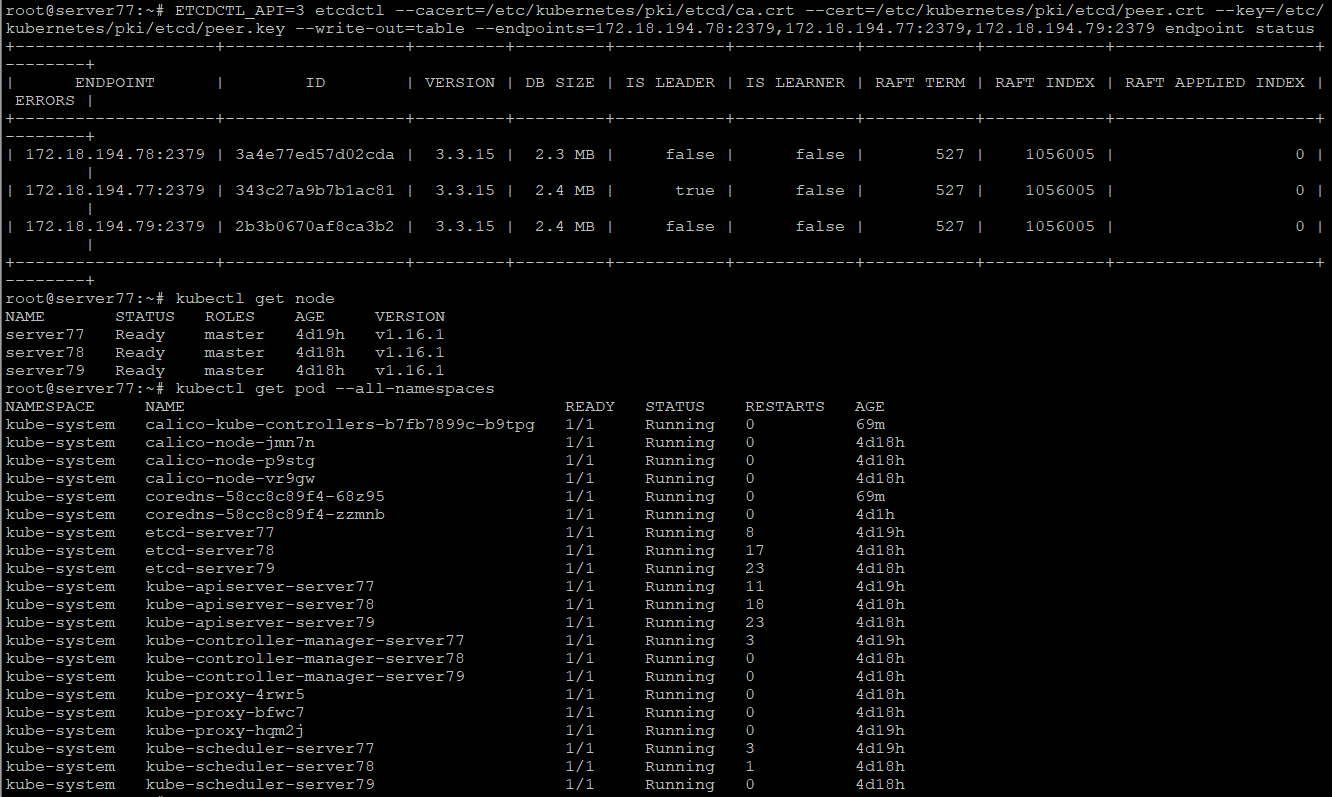 root@server77:~# ETCDCTL_API=3 etcdctl --cacert=/etc/kubernetes/pki/etcd/ca.crt --cert=/etc/kubernetes/pki/etcd/peer.crt --key=/etc/
kubernetes/pki/etcd/peer.key --write-out=table --endpoints=172.18.194.78:2379,172.18.194.77:2379,172.18.194.79:2379 endpoint status
+--------------------+------------------+---------+---------+-----------+------------+-----------+------------+--------------------+
--------+
|      ENDPOINT      |        ID        | VERSION | DB SIZE | IS LEADER | IS LEARNER | RAFT TERM | RAFT INDEX | RAFT APPLIED INDEX |
 ERRORS |
+--------------------+------------------+---------+---------+-----------+------------+-----------+------------+--------------------+
--------+
| 172.18.194.78:2379 | 3a4e77ed57d02cda |  3.3.15 |  2.3 MB |     false |      false |       527 |    1056005 |                  0 |
        |
| 172.18.194.77:2379 | 343c27a9b7b1ac81 |  3.3.15 |  2.4 MB |      true |      false |       527 |    1056005 |                  0 |
        |
| 172.18.194.79:2379 | 2b3b0670af8ca3b2 |  3.3.15 |  2.4 MB |     false |      false |       527 |    1056005 |                  0 |
        |
+--------------------+------------------+---------+---------+-----------+------------+-----------+------------+--------------------+
--------+
root@server77:~# kubectl get node
NAME       STATUS   ROLES    AGE     VERSION
server77   Ready    master   4d19h   v1.16.1
server78   Ready    master   4d18h   v1.16.1
server79   Ready    master   4d18h   v1.16.1
root@server77:~# kubectl get pod --all-namespaces
NAMESPACE     NAME                                      READY   STATUS    RESTARTS   AGE
kube-system   calico-kube-controllers-b7fb7899c-b9tpg   1/1     Running   0          69m
kube-system   calico-node-jmn7n                         1/1     Running   0          4d18h
kube-system   calico-node-p9stg                         1/1     Running   0          4d18h
kube-system   calico-node-vr9gw                         1/1     Running   0          4d18h
kube-system   coredns-58cc8c89f4-68z95                  1/1     Running   0          69m
kube-system   coredns-58cc8c89f4-zzmnb                  1/1     Running   0          4d1h
kube-system   etcd-server77                             1/1     Running   8          4d19h
kube-system   etcd-server78                             1/1     Running   17         4d18h
kube-system   etcd-server79                             1/1     Running   23         4d18h
kube-system   kube-apiserver-server77                   1/1     Running   11         4d19h
kube-system   kube-apiserver-server78                   1/1     Running   18         4d18h
kube-system   kube-apiserver-server79                   1/1     Running   23         4d18h
kube-system   kube-controller-manager-server77          1/1     Running   3          4d19h
kube-system   kube-controller-manager-server78          1/1     Running   0          4d18h
kube-system   kube-controller-manager-server79          1/1     Running   0          4d18h
kube-system   kube-proxy-4rwr5                          1/1     Running   0          4d18h
kube-system   kube-proxy-bfwc7                          1/1     Running   0          4d18h
kube-system   kube-proxy-hqm2j                          1/1     Running   0          4d19h
kube-system   kube-scheduler-server77                   1/1     Running   3          4d19h
kube-system   kube-scheduler-server78                   1/1     Running   1          4d18h
kube-system   kube-scheduler-server79                   1/1     Running   0          4d18h